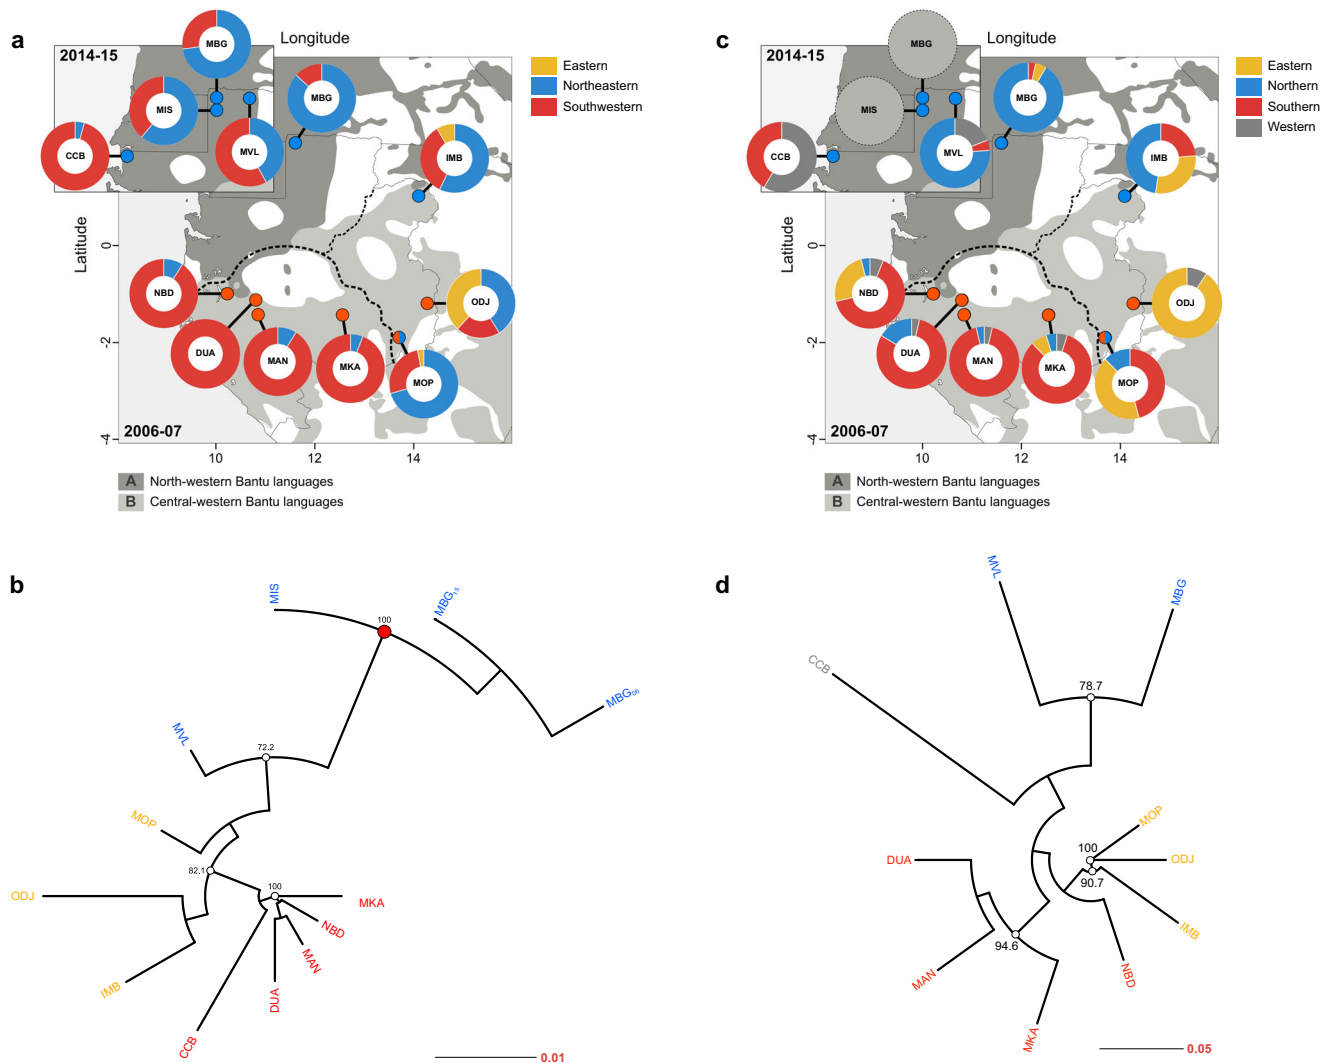 a
2014-15
Longitude
MBG
MIS
CCB
MVL
MBG
IMB
Eastern
Northeastern
Southwestern
Latitude
0
-2
-4
NBD
DUA
MAN
MKA
MOP
ODJ
2006-07
10
12
14
A North-western Bantu languages
B Central-western Bantu languages
c
2014-15
Longitude
MBG
MIS
CCB
MVL
MBG
IMB
Eastern
Northern
Southern
Western
Latitude
0
-2
-4
NBD
DUA
MAN
MKA
MOP
ODJ
2006-07
10
12
14
A North-western Bantu languages
B Central-western Bantu languages
b
MIS
100
MBG15
MBG06
MVL
72.2
MOP
82.1
ODJ
100
MKA
NBD
MAN
DUA
IMB
CCB
0.01
d
MVL
MBG
CCB
78.7
MOP
100
ODJ
90.7
IMB
DUA
94.6
MAN
NBD
MKA
0.05